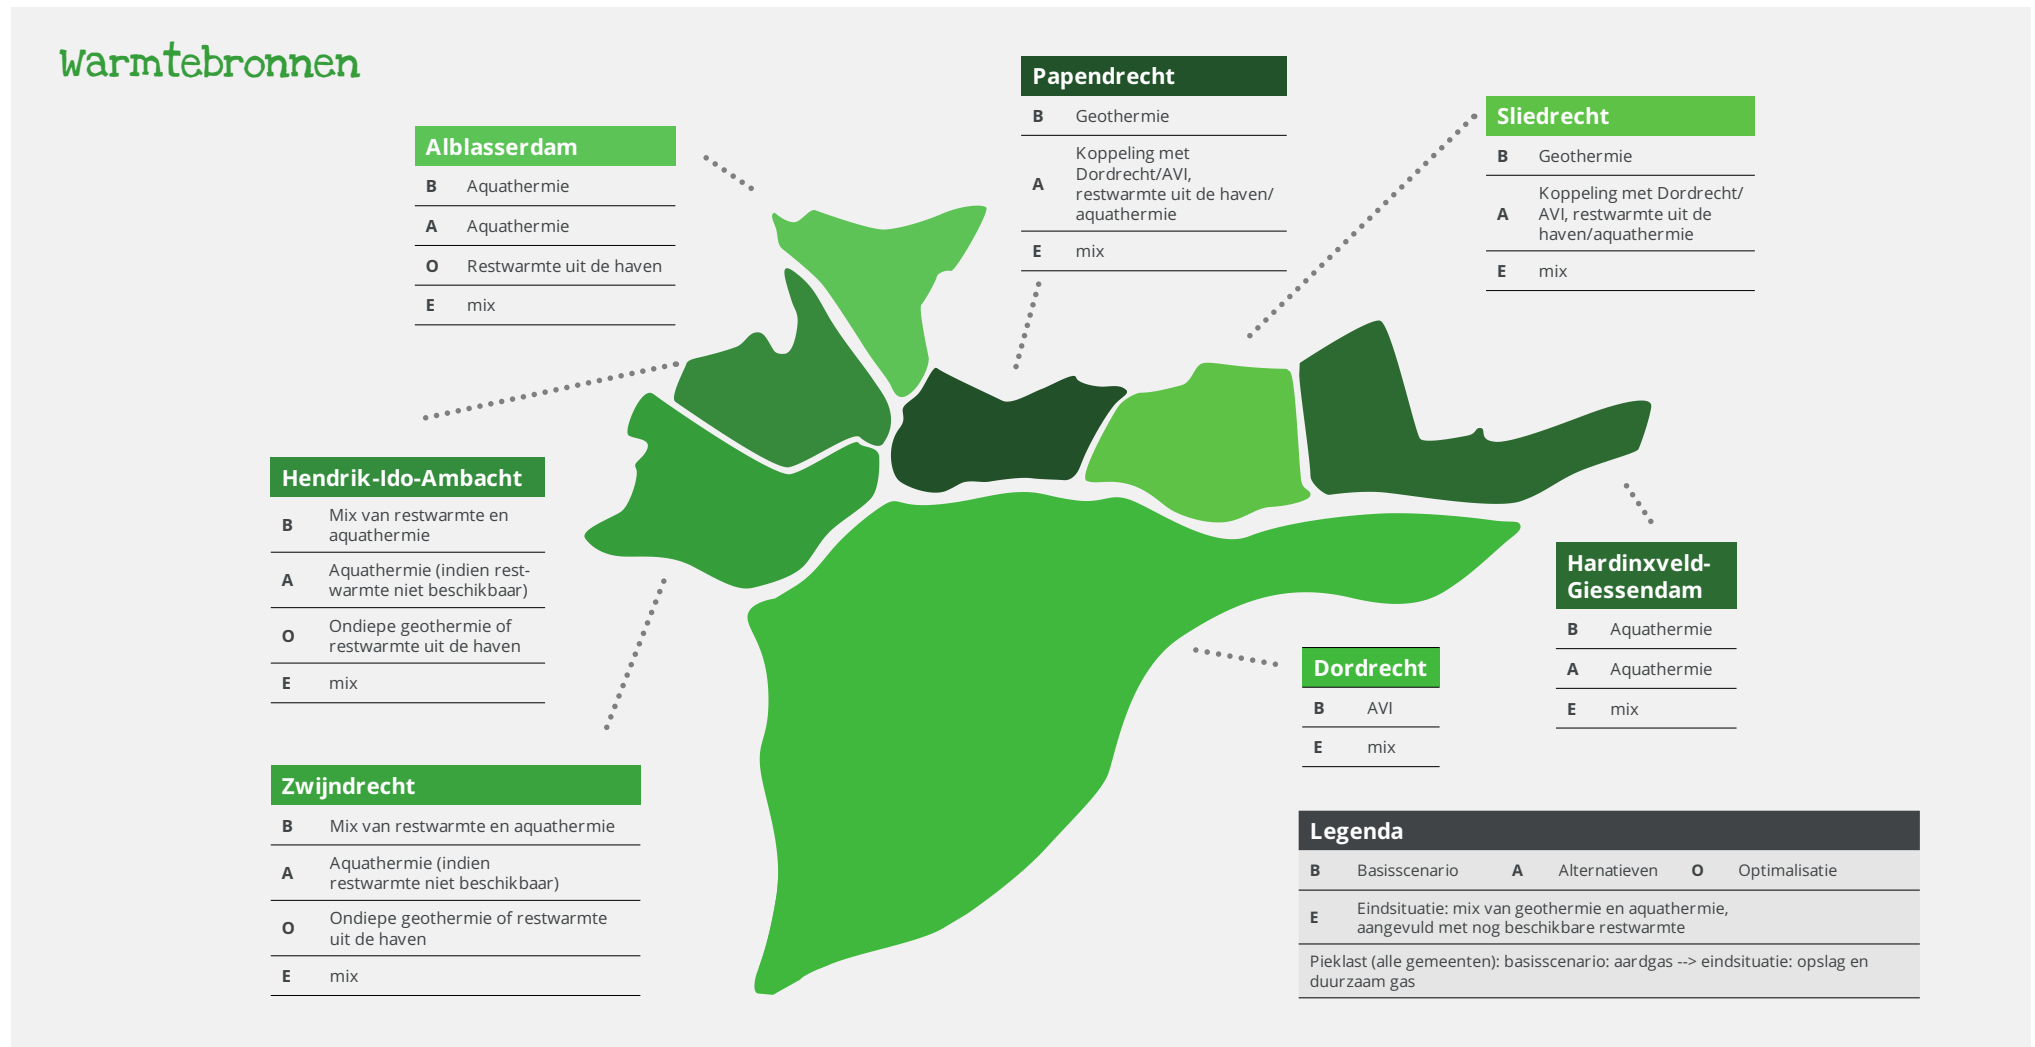 Warmtebronnen
Alblasserdam
B Aquathermie
A Aquathermie
O Restwarmte uit de haven
E mix
Papendrecht
B Geothermie
A Koppeling met
Dordrecht/AVI,
restwarmte uit de haven/
aquathermie
E mix
Sliedrecht
B Geothermie
A Koppeling met Dordrecht/
AVI, restwarmte uit de
haven/aquathermie
E mix
Hendrik-Ido-Ambacht
B Mix van restwarmte en
aquathermie
A Aquathermie (indien rest-
warmte niet beschikbaar)
O Ondiepe geothermie of
restwarmte uit de haven
E mix
Hardinxveld-
Giessendam
B Aquathermie
A Aquathermie
E mix
Dordrecht
B AVI
E mix
Zwijndrecht
B Mix van restwarmte en aquathermie
A Aquathermie (indien
restwarmte niet beschikbaar)
O Ondiepe geothermie of restwarmte
uit de haven
E mix
Legenda
B Basisscenario A Alternatieven O Optimalisatie
E Eindsituatie: mix van geothermie en aquathermie,
aangevuld met nog beschikbare restwarmte
Pieklast (alle gemeenten): basisscenario: aardgas --> eindsituatie: opslag en
duurzaam gas